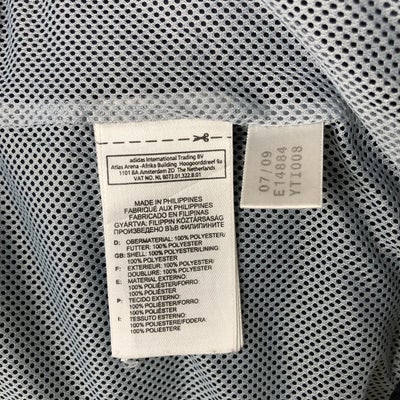 adidas International Trading BV
Atlas Arena -Afrika Building Hoogoorddreef 9a
1101 BA Amsterdam ZO The Netherlands
VAT NO. NL 8073.01.322.B.01
MADE IN PHILIPPINES
FABRIQUÉ AUX PHILIPPINES
FABRICADO EN FILIPINAS
GYÁRTVA: FILIPPIN KÖZTÁRSASÁG
ПРОИЗВЕДЕНО ВЪВ ФИЛИПИНИТЕ
D: OBERMATERIAL: 100% POLYESTER/
FUTTER: 100% POLYESTER
GB: SHELL: 100% POLYESTER/LINING:
100% POLYESTER
F: EXTERIEUR: 100% POLYESTER/
DOUBLURE: 100% POLYESTER
E: MATERIAL EXTERNO:
100% POLIÉSTER/FORRO:
100% POLIÉSTER
P: TECIDO EXTERNO:
100% POLIÉSTER/FORRO:
100% POLIÉSTER
I: TESSUTO ESTERNO:
100% POLIESTERE/FODERA
100% POLIESTERE
07/09
E14884
YTI008